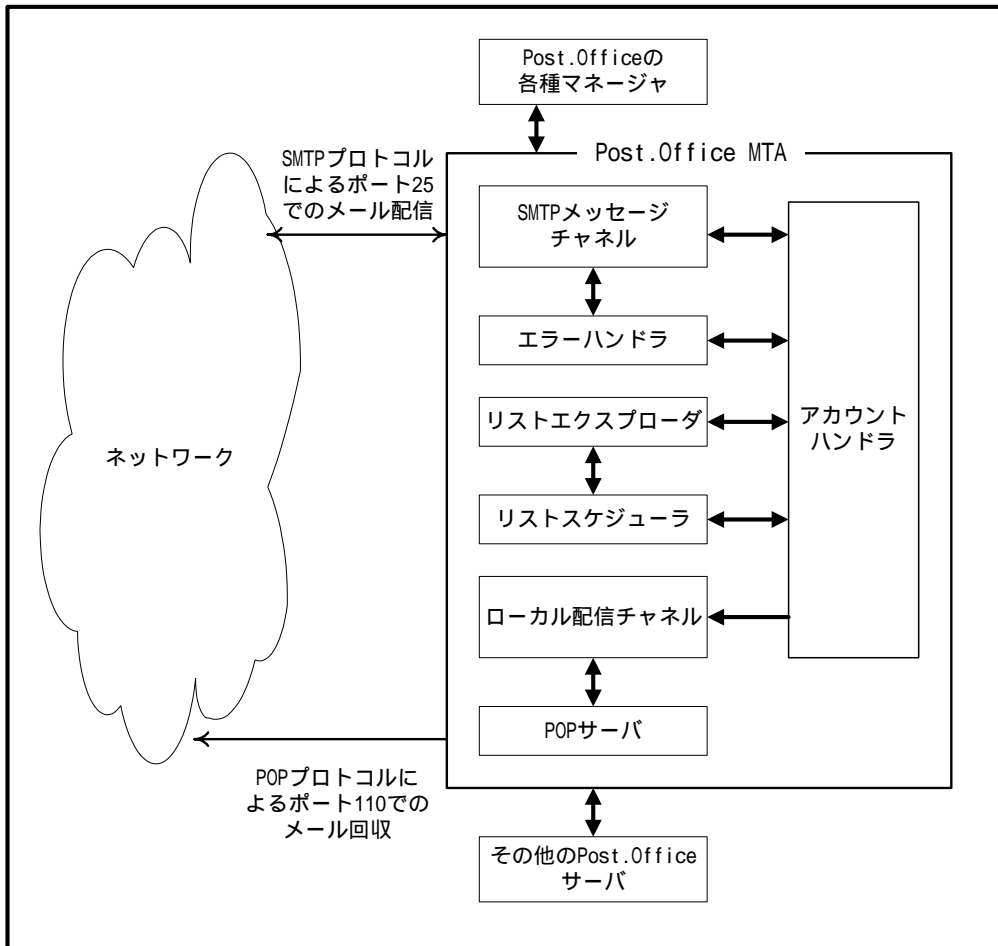 Post.Officeの
各種マネージャ
SMTPプロトコル
によるポート25
でのメール配信
Post.Office MTA
SMTPメッセージ
チャネル
エラーハンドラ
リストエクスプローダ
アカウント
ハンドラ
ネットワーク
リストスケジューラ
ローカル配信チャネル
POPサーバ
POPプロトコルに
よるポート110での
メール回収
その他のPost.Office
サーバ